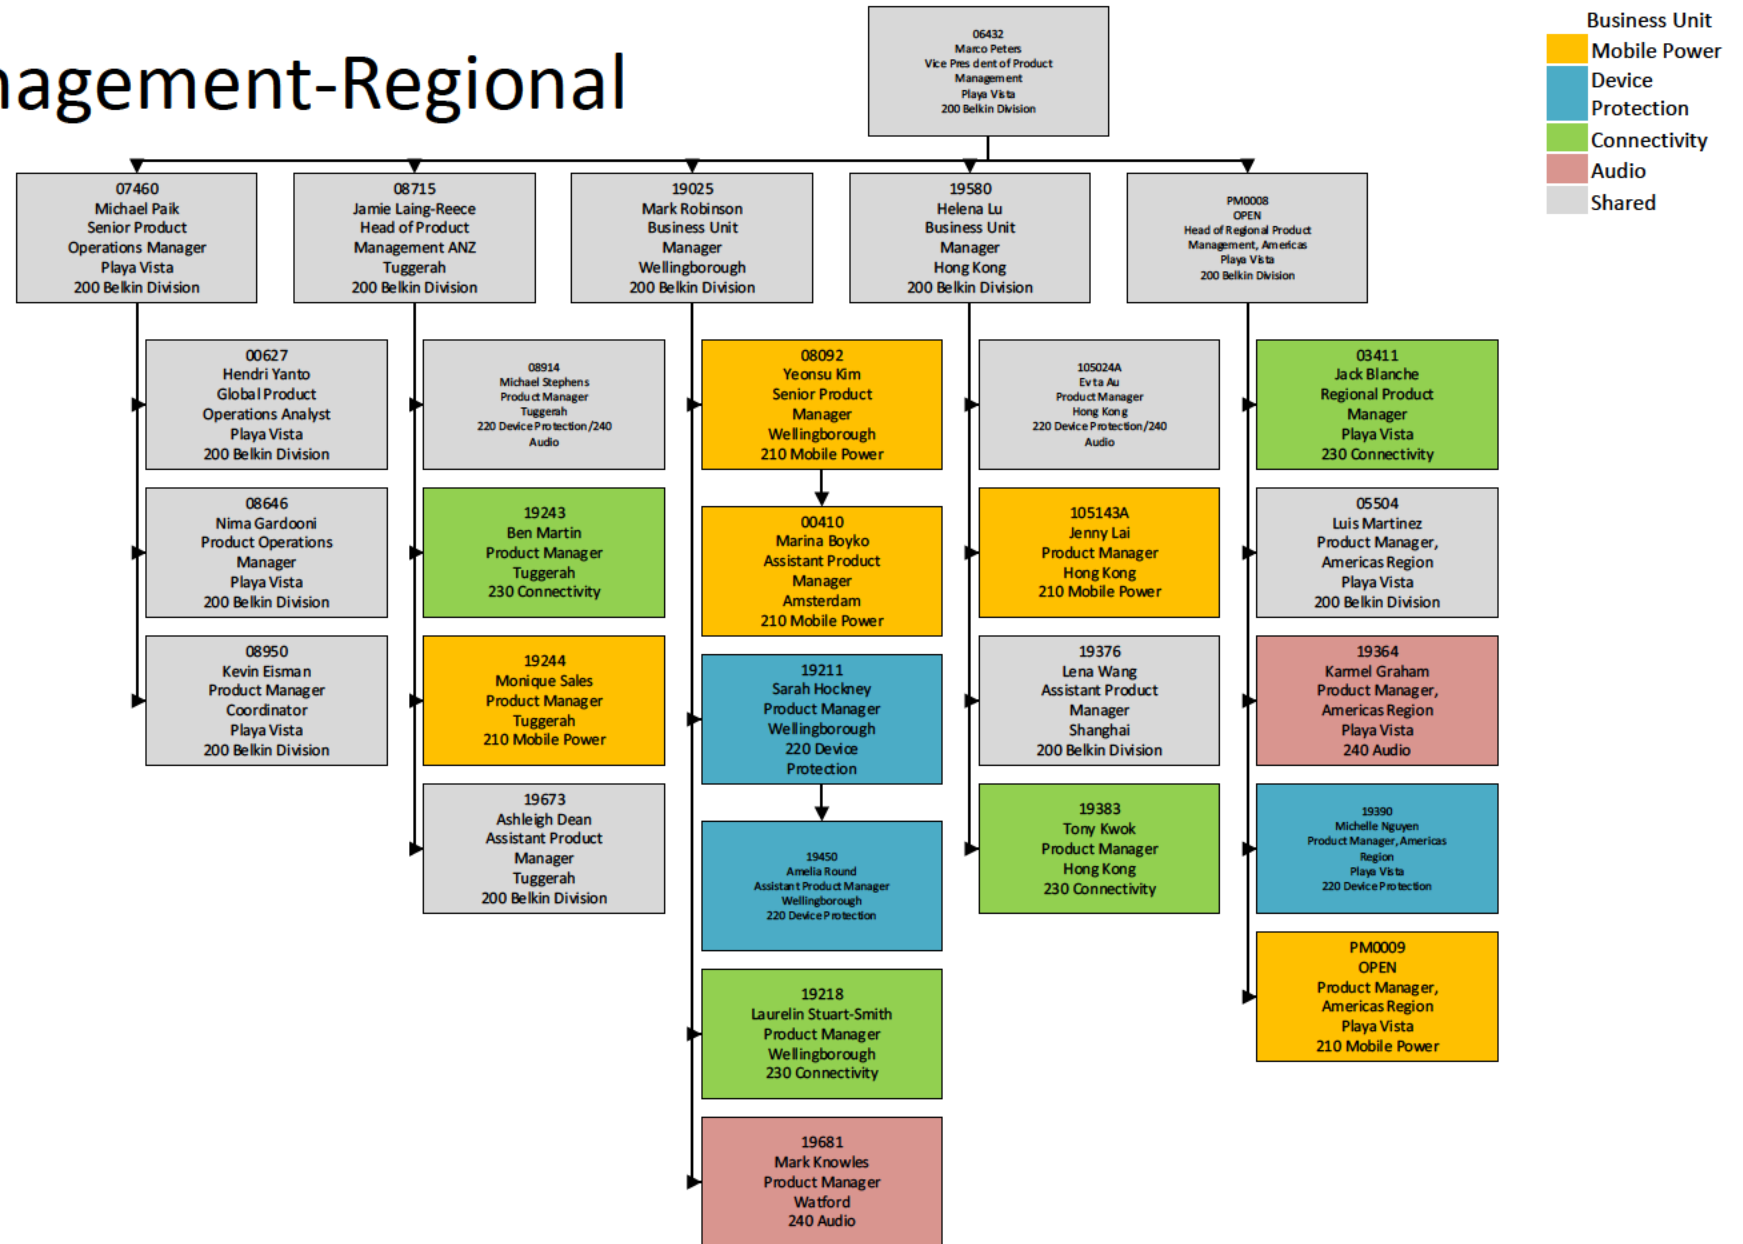 nagement-Regional
06432
Marco Peters
Vice Pres dent of Product
Management
Playa Vista
200 Belkin Division
Business Unit
Mobile Power
Device
Protection
Connectivity
Audio
Shared
07460
Michael Paik
Senior Product
Operations Manager
Playa Vista
200 Belkin Division
08715
Jamie Laing-Reece
Head of Product
Management ANZ
Tuggerah
200 Belkin Division
19025
Mark Robinson
Business Unit
Manager
Wellingborough
200 Belkin Division
19580
Helena Lu
Business Unit
Manager
Hong Kong
200 Belkin Division
PM0008
OPEN
Head of Regional Product
Management, Americas
Playa Vista
200 Belkin Division
00627
Hendri Yanto
Global Product
Operations Analyst
Playa Vista
200 Belkin Division
08646
Nima Gardooni
Product Operations
Manager
Playa Vista
200 Belkin Division
08950
Kevin Eisman
Product Manager
Coordinator
Playa Vista
200 Belkin Division
08914
Michael Stephens
Product Manager
Tuggerah
220 Device Protection/240
Audio
19243
Ben Martin
Product Manager
Tuggerah
230 Connectivity
19244
Monique Sales
Product Manager
Tuggerah
210 Mobile Power
19673
Ashleigh Dean
Assistant Product
Manager
Tuggerah
200 Belkin Division
08092
Yeonsu Kim
Senior Product
Manager
Wellingborough
210 Mobile Power
00410
Marina Boyko
Assistant Product
Manager
Amsterdam
210 Mobile Power
19211
Sarah Hockney
Product Manager
Wellingborough
220 Device
Protection
19450
Amelia Round
Assistant Product Manager
Wellingborough
220 Device Protection
19218
Laurelin Stuart-Smith
Product Manager
Wellingborough
230 Connectivity
19681
Mark Knowles
Product Manager
Watford
240 Audio
105024A
Ev ta Au
Product Manager
Hong Kong
220 Device Protection/240
Audio
105143A
Jenny Lai
Product Manager
Hong Kong
210 Mobile Power
19376
Lena Wang
Assistant Product
Manager
Shanghai
200 Belkin Division
19383
Tony Kwok
Product Manager
Hong Kong
230 Connectivity
03411
Jack Blanche
Regional Product
Manager
Playa Vista
230 Connectivity
05504
Luis Martinez
Product Manager,
Americas Region
Playa Vista
200 Belkin Division
19364
Karmel Graham
Product Manager,
Americas Region
Playa Vista
240 Audio
19390
Michelle Nguyen
Product Manager, Americas
Region
Playa Vista
220 Device Protection
PM0009
OPEN
Product Manager,
Americas Region
Playa Vista
210 Mobile Power